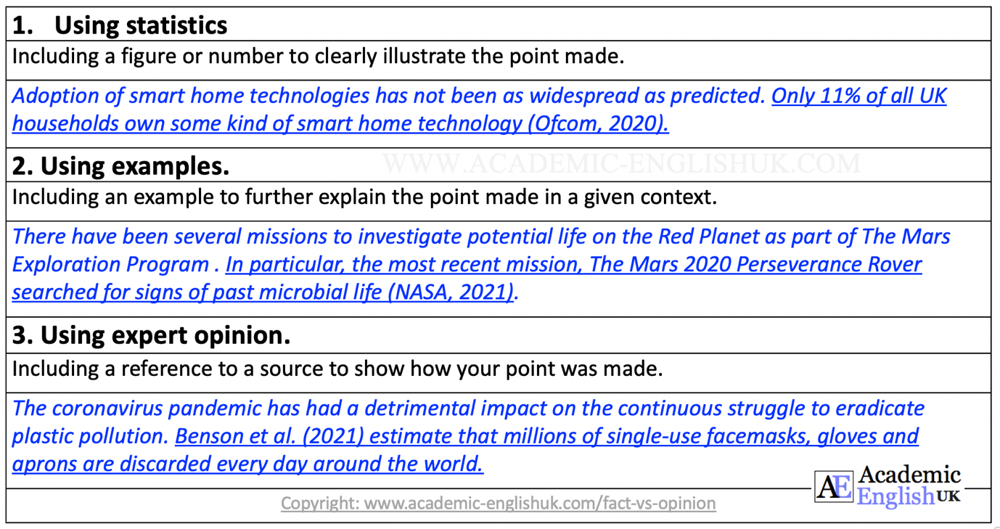 1. Using statistics
Including a figure or number to clearly illustrate the point made.
Adoption of smart home technologies has not been as widespread as predicted. Only 11% of all UK
households own some kind of smart home technology (Ofcom, 2020).
2. Using examples.
WWW.ACADEMIC-ENGLISHUK.COM
Including an example to further explain the point made in a given context.
There have been several missions to investigate potential life on the Red Planet as part of The Mars
Exploration Program . In particular, the most recent mission, The Mars 2020 Perseverance Rover
searched for signs of past microbial life (NASA, 2021).
3. Using expert opinion.
Including a reference to a source to show how your point was made.
The coronavirus pandemic has had a detrimental impact on the continuous struggle to eradicate
plastic pollution. Benson et al. (2021) estimate that millions of single-use facemasks, gloves and
aprons are discarded every day around the world.
AE Academic
EnglishUK
Copyright: www.academic-englishuk.com/fact-vs-opinion